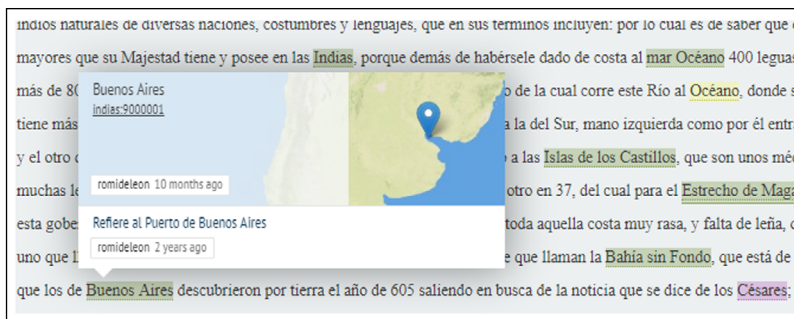 indios naturales de diversas naciones, costumbres y lenguajes, que en sus términos incluyen: por lo cual es de saber que
mayores que su Majestad tiene y posee en las Indias, porque demás de habérsele dado de costa al mar Océano 400 leguas
más de 80
o de la cual corre este Río al Océano, donde s
tiene más
a la del Sur, mano izquierda como por él entr
y el otro
a las Islas de los Castillos, que son unos mé
muchas le
otro en 37, del cual para el Estrecho de Maga
esta gobe
toda aquella costa muy rasa, y falta de leña,
uno que l
e que llaman la Bahía sin Fondo, que está de
que los de Buenos Aires descubrieron por tierra el año de 605 saliendo en busca de la noticia que se dice de los Césares;
Buenos Aires
indias:9000001
romideleon 10 months ago
Refiere al Puerto de Buenos Aires
romideleon 2 years ago